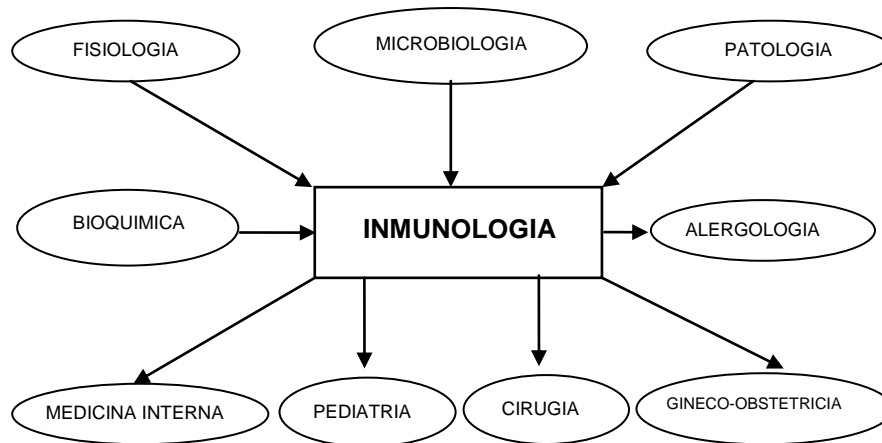 FISIOLOGIA
MICROBIOLOGIA
PATOLOGIA
BIOQUIMICA
INMUNOLOGIA
ALERGOLOGIA
MEDICINA INTERNA
PEDIATRIA
CIRUGIA
GINECO-OBSTETRICIA